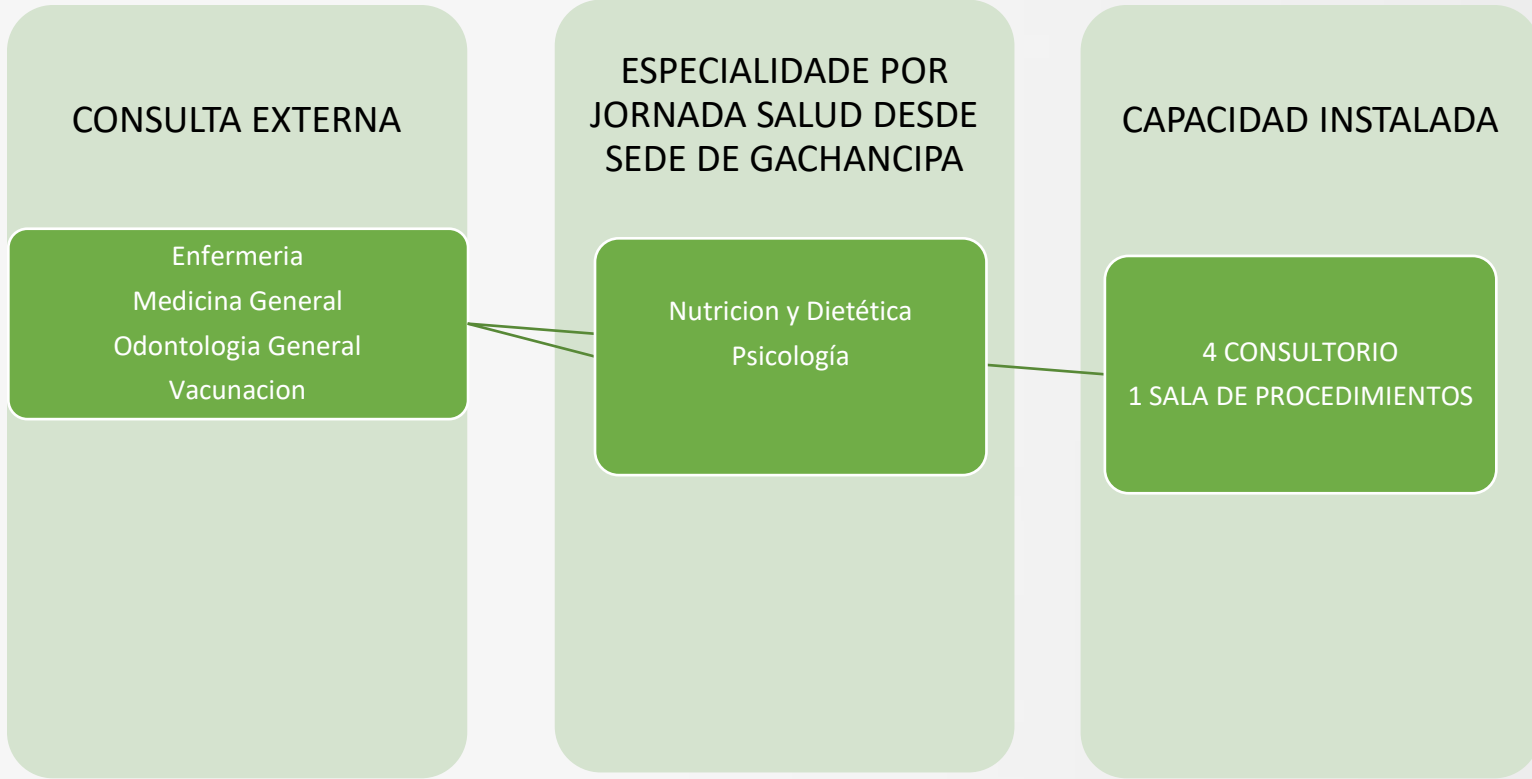 CONSULTA EXTERNA
Enfermeria
Medicina General
Odontologia General
Vacunacion
ESPECIALIDADE POR
JORNADA SALUD DESDE
SEDE DE GACHANCIPA
Nutricion y Dietética
Psicología
CAPACIDAD INSTALADA
4 CONSULTORIO
1 SALA DE PROCEDIMIENTOS